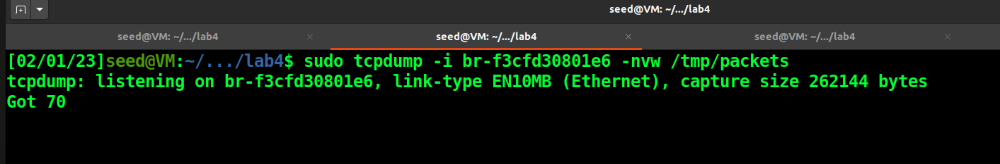 seed@VM: ~/.../lab4
seed@VM: ~/.../lab4 × seed@VM: ~/.../lab4 × seed@VM: ~/.../lab4 ×
[02/01/23]seed@VM:~/.../lab4$ sudo tcpdump -i br-f3cfd30801e6 -nvw /tmp/packets
tcpdump: listening on br-f3cfd30801e6, link-type EN10MB (Ethernet), capture size 262144 bytes
Got 70